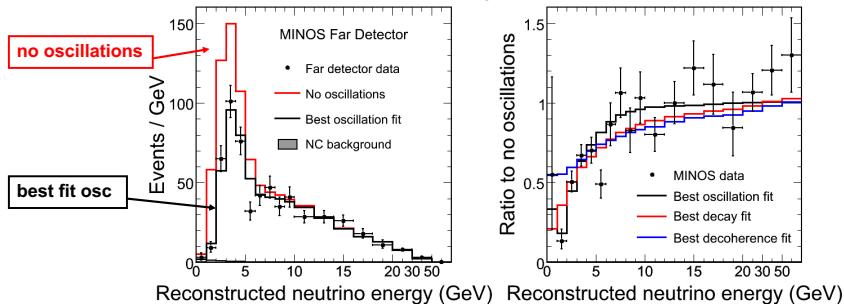 no oscillations
best fit osc
Events / GeV
150
100
50
0
MINOS Far Detector
Far detector data
No oscillations
Best oscillation fit
NC background
0 5 10 15 20 30 50
Reconstructed neutrino energy (GeV)
Ratio to no oscillations
1.5
1
0.5
0
MINOS data
Best oscillation fit
Best decay fit
Best decoherence fit
0 5 10 15 20 30 50
Reconstructed neutrino energy (GeV)